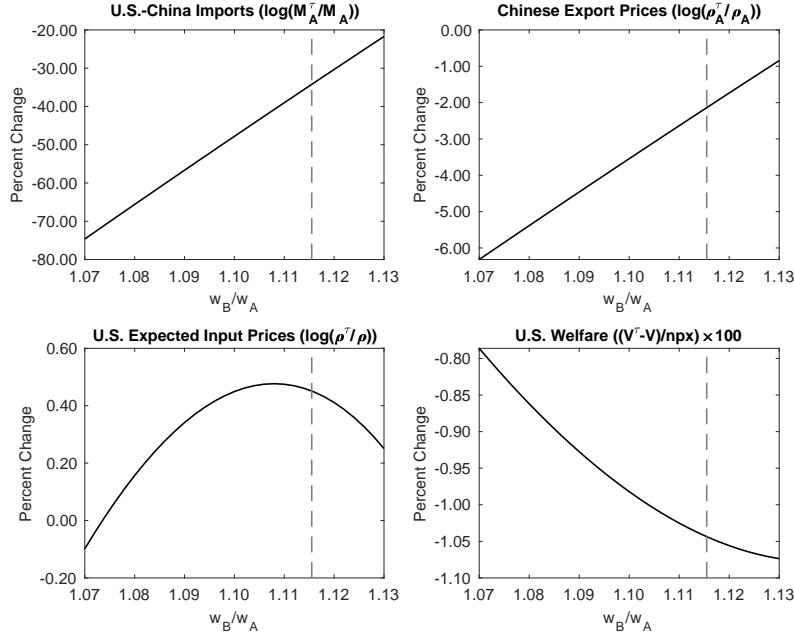 U.S.-China Imports (log(M_A^τ/M_A))
-20.00
-30.00
-40.00
-50.00
-60.00
-70.00
-80.00
Percent Change
1.07 1.08 1.09 1.10 1.11 1.12 1.13
w_B/w_A
Chinese Export Prices (log(ρ_A^τ/ρ_A))
0.00
-1.00
-2.00
-3.00
-4.00
-5.00
-6.00
Percent Change
1.07 1.08 1.09 1.10 1.11 1.12 1.13
w_B/w_A
U.S. Expected Input Prices (log(ρ^τ/ρ))
0.60
0.40
0.20
0.00
-0.20
Percent Change
1.07 1.08 1.09 1.10 1.11 1.12 1.13
w_B/w_A
U.S. Welfare ((V^τ-V)/npx)×100
-0.80
-0.85
-0.90
-0.95
-1.00
-1.05
-1.10
Percent Change
1.07 1.08 1.09 1.10 1.11 1.12 1.13
w_B/w_A